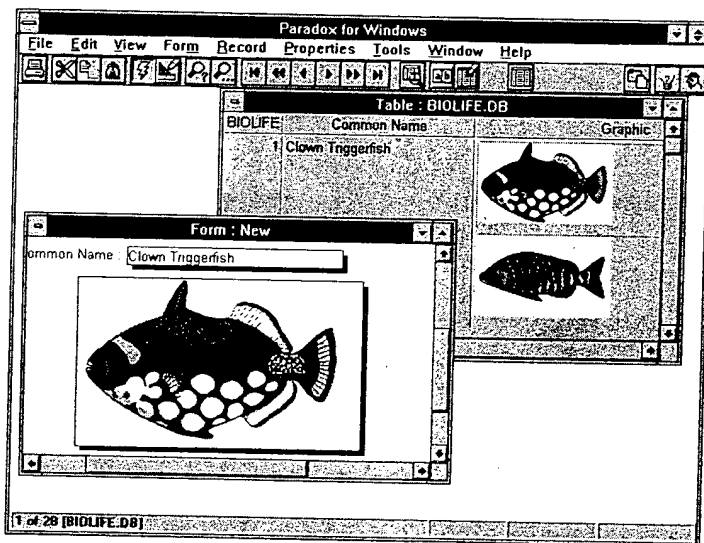 Paradox for Windows
File Edit View Form Record Properties Tools Window Help
Table : BIOLIFE.DB
BIOLIFE Common Name Graphic
1 Clown Triggerfish
Form : New
ommon Name : Clown Triggerfish
1 of 28 [BIOLIFE.DB]